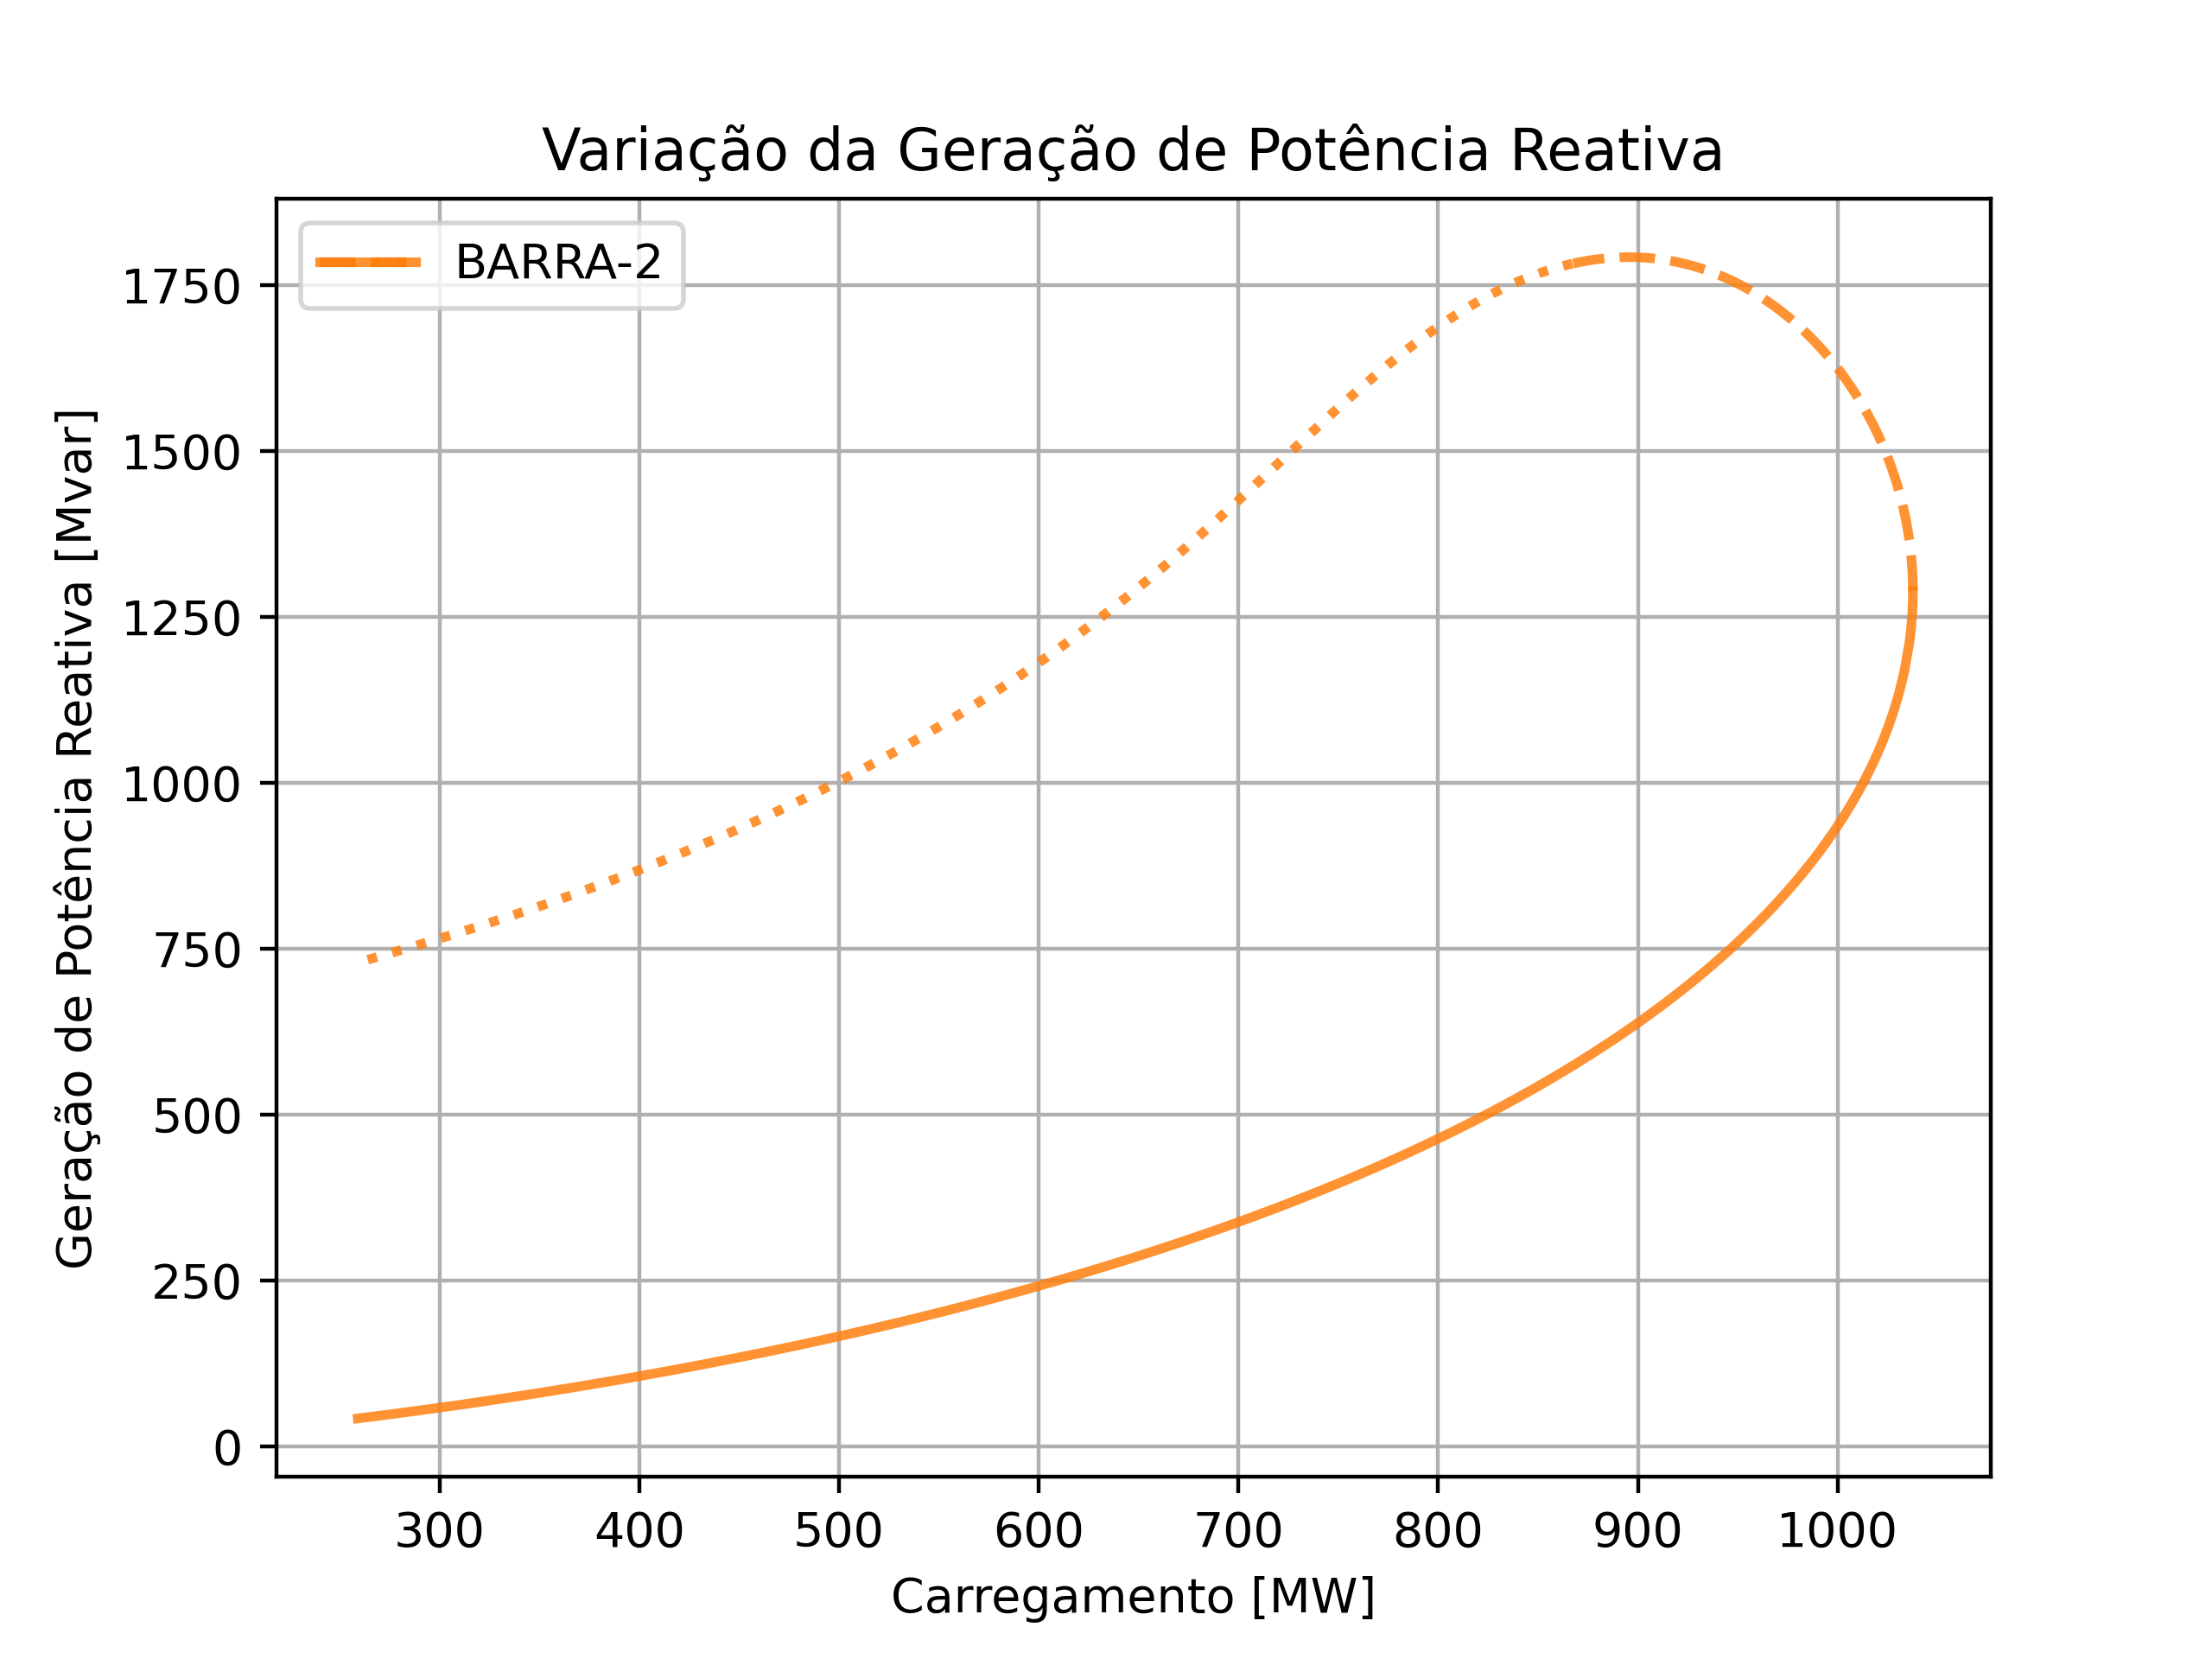 Variação da Geração de Potência Reativa
BARRA-2
Geração de Potência Reativa [Mvar]
1750
1500
1250
1000
750
500
250
0
300 400 500 600 700 800 900 1000
Carregamento [MW]